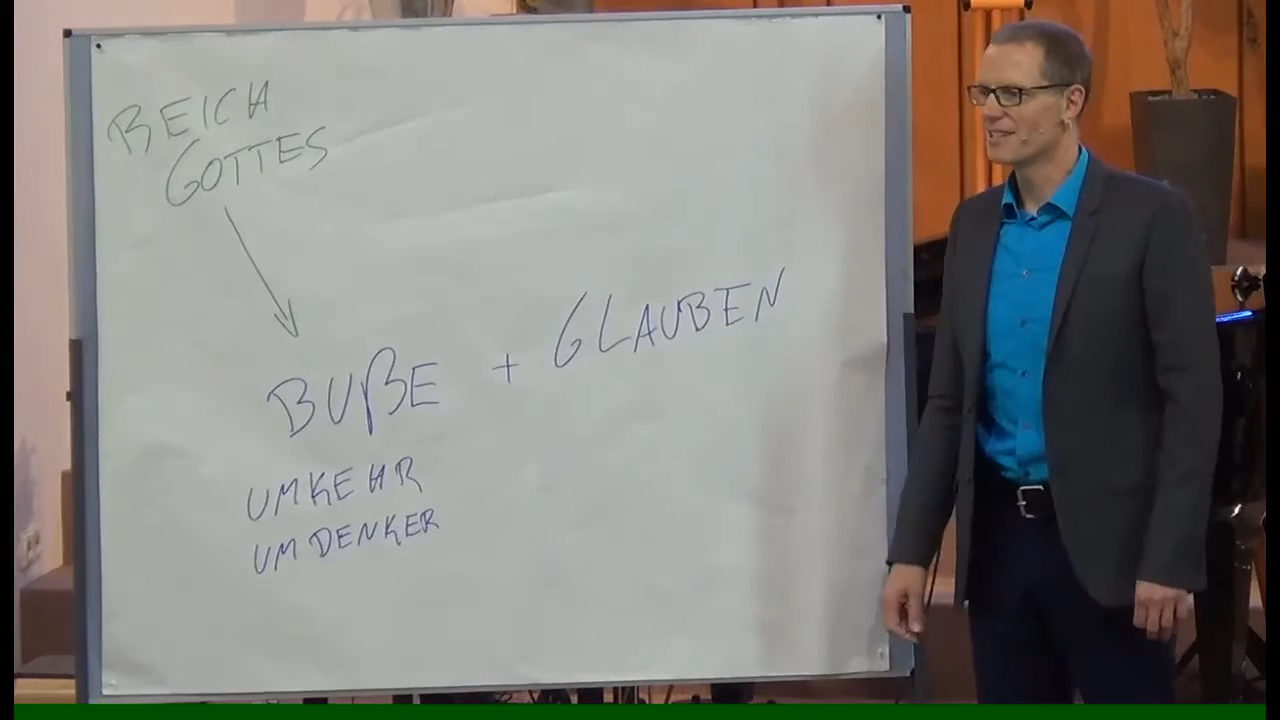 REICH
GOTTES
BUßE + GLAUBEN
UMKEHR
UMDENKER